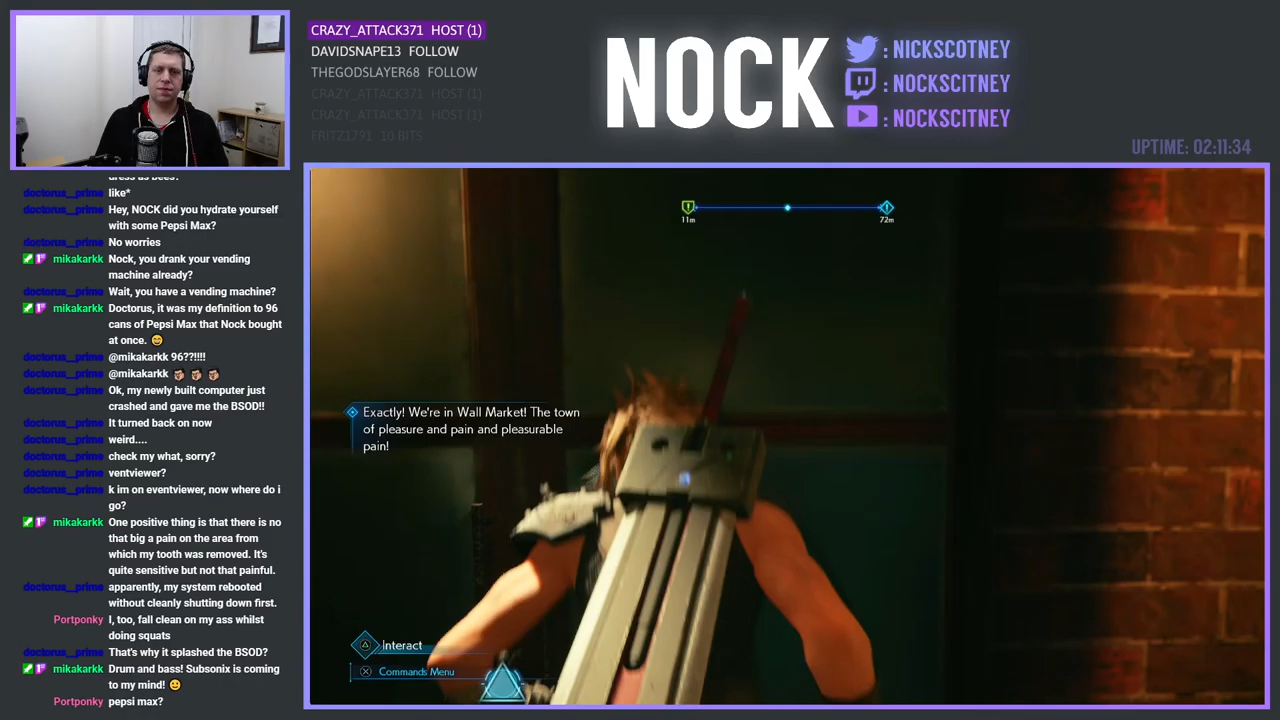 CRAZY_ATTACK371 HOST (1)
DAVIDSNAPE13 FOLLOW
THEGODSLAYER68 FOLLOW
CRAZY_ATTACK371 HOST (1)
CRAZY_ATTACK371 HOST (1)
FRITZ1791 10 BITS
NOCK
: NICKSCOTNEY
: NOCKSCITNEY
: NOCKSCITNEY
UPTIME: 02:11:34
dress as bees?
doctorus__prime like*
doctorus__prime Hey, NOCK did you hydrate yourself
with some Pepsi Max?
doctorus__prime No worries
mikakarkk Nock, you drank your vending
machine already?
doctorus__prime Wait, you have a vending machine?
mikakarkk Doctorus, it was my definition to 96
cans of Pepsi Max that Nock bought
at once.
doctorus__prime @mikakarkk 96??!!!!
doctorus__prime @mikakarkk
doctorus__prime Ok, my newly built computer just
crashed and gave me the BSOD!!
doctorus__prime It turned back on now
doctorus__prime weird....
doctorus__prime check my what, sorry?
doctorus__prime ventviewer?
doctorus__prime k im on eventviewer, now where do i
go?
mikakarkk One positive thing is that there is no
that big a pain on the area from
which my tooth was removed. It's
quite sensitive but not that painful.
doctorus__prime apparently, my system rebooted
without cleanly shutting down first.
Portponky I, too, fall clean on my ass whilst
doing squats
doctorus__prime That's why it splashed the BSOD?
mikakarkk Drum and bass! Subsonix is coming
to my mind!
Portponky pepsi max?
11m
72m
Exactly! We're in Wall Market! The town
of pleasure and pain and pleasurable
pain!
Interact
Commands Menu